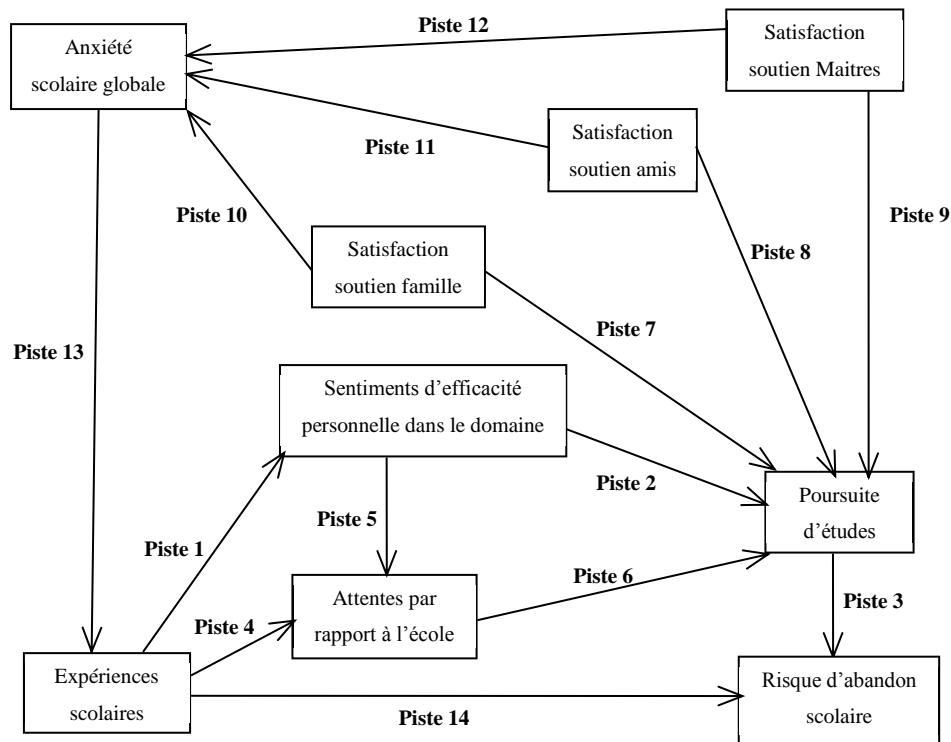 Piste 12
Anxiété
scolaire globale
Satisfaction
soutien Maitres
Piste 11
Satisfaction
soutien amis
Piste 10
Satisfaction
soutien famille
Piste 9
Piste 8
Piste 7
Piste 13
Sentiments d’efficacité
personnelle dans le domaine
Piste 2
Poursuite
d’études
Piste 5
Piste 1
Piste 6
Attentes par
rapport à l’école
Piste 3
Piste 4
Expériences
scolaires
Risque d’abandon
scolaire
Piste 14